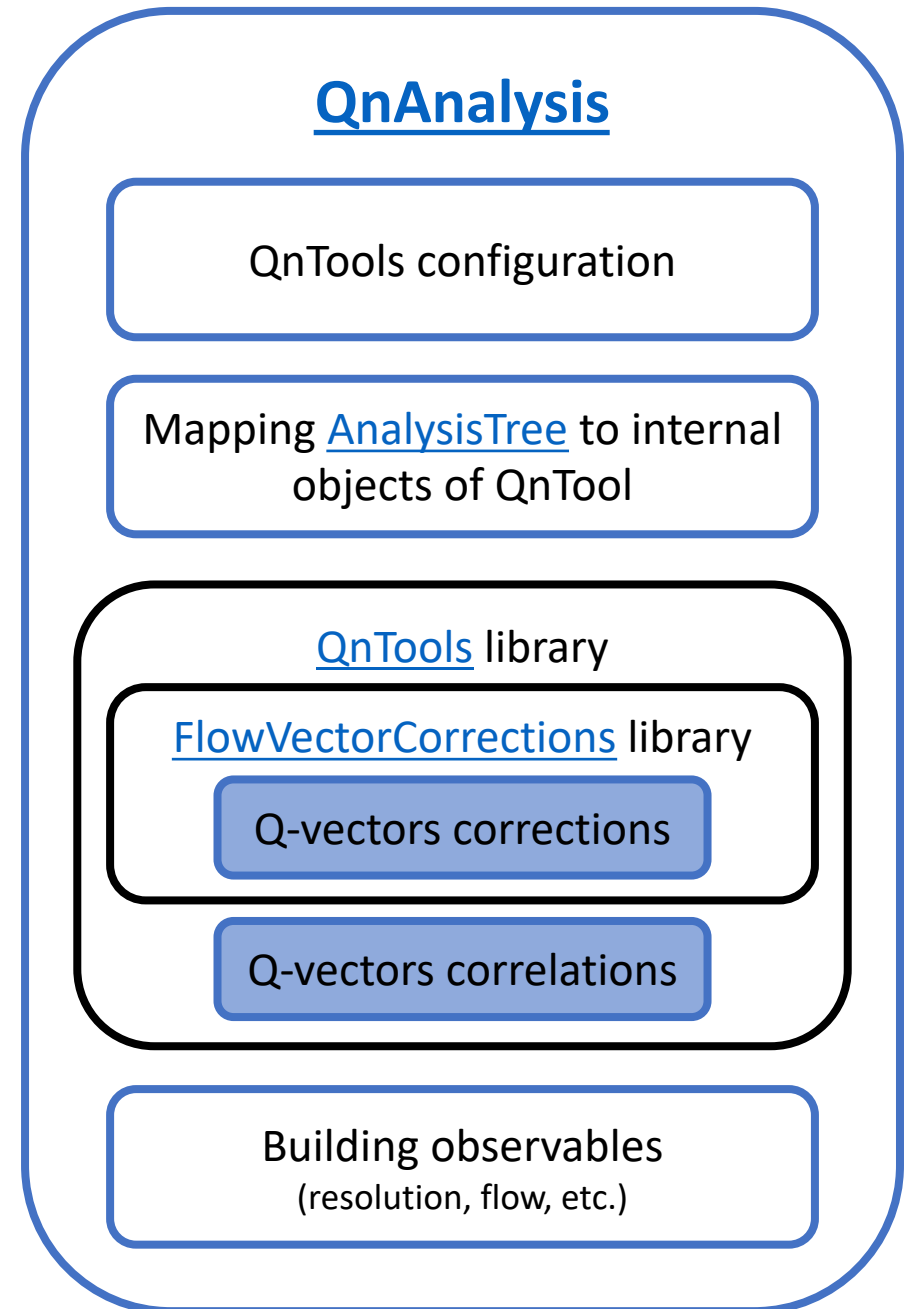 QnAnalysis
QnTools configuration
Mapping AnalysisTree to internal
objects of QnTool
QnTools library
FlowVectorCorrections library
Q-vectors corrections
Q-vectors correlations
Building observables
(resolution, flow, etc.)